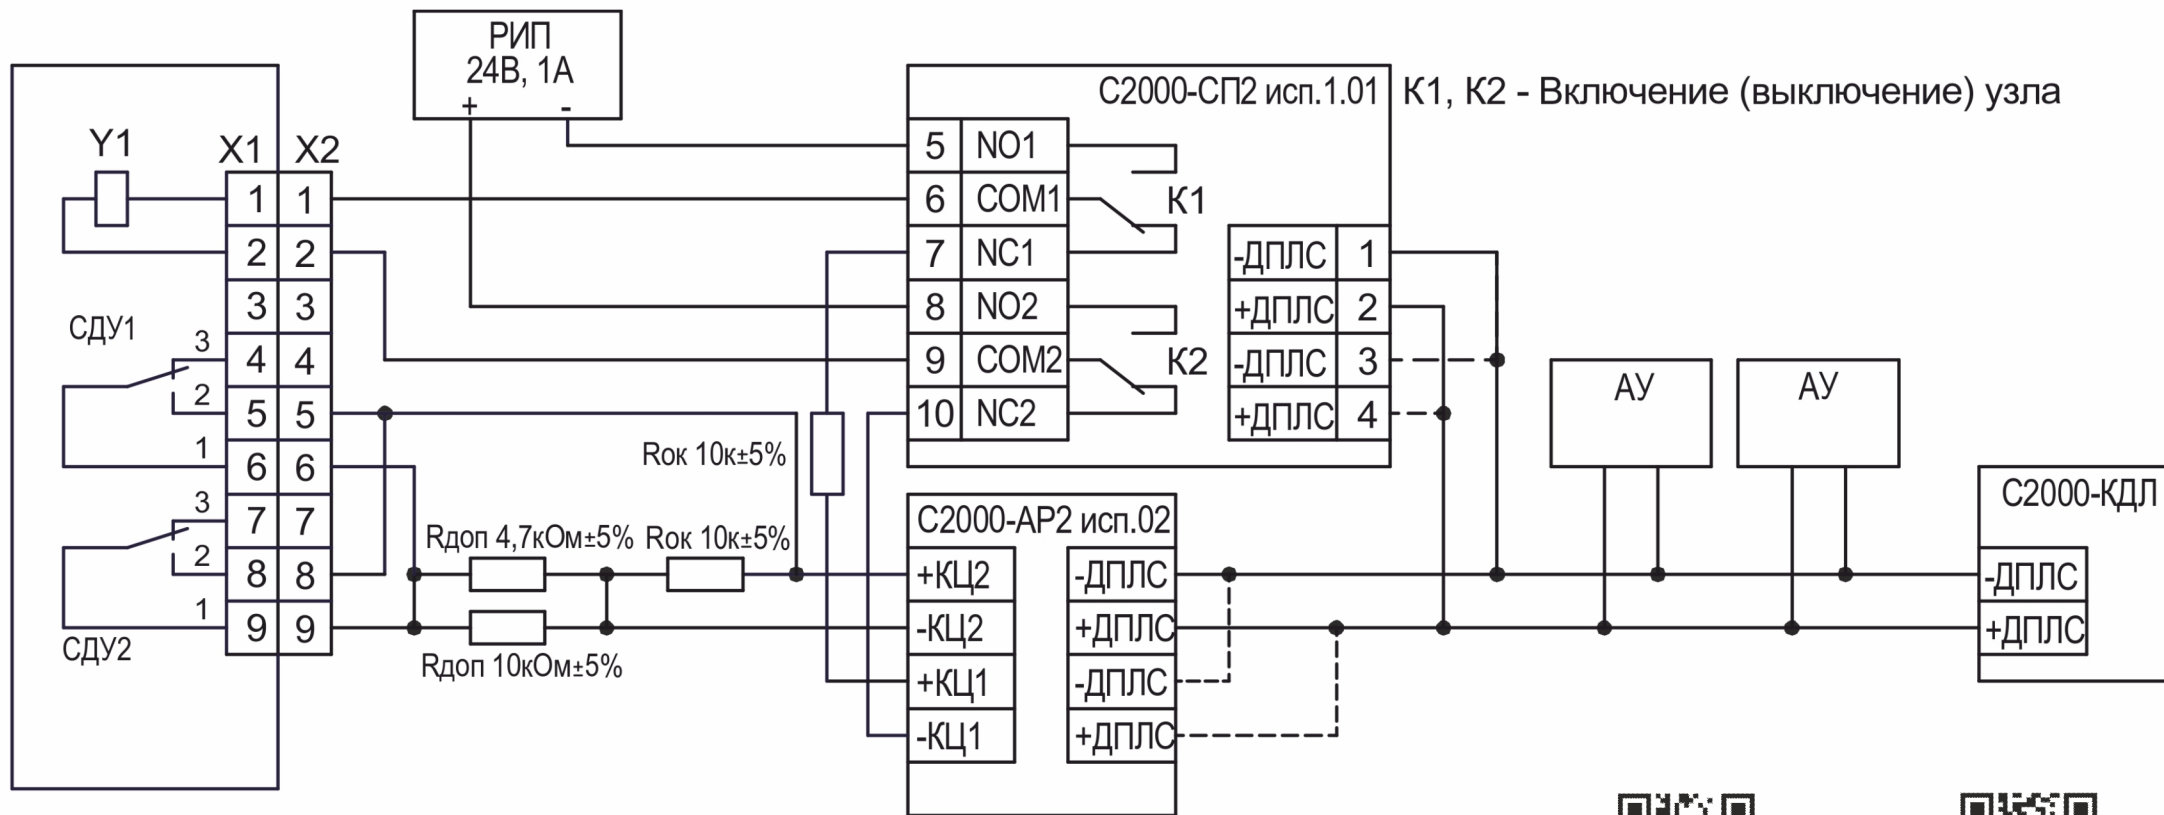 РИП
24В, 1А
+ -
С2000-СП2 исп.1.01
К1, К2 - Включение (выключение) узла
Y1
X1 X2
1 1
2 2
3 3
4 4
5 5
6 6
7 7
8 8
9 9
СДУ1
3
2
1
3
2
1
СДУ2
5 NO1
6 COM1
7 NC1
8 NO2
9 COM2
10 NC2
К1
К2
-ДПЛС 1
+ДПЛС 2
-ДПЛС 3
+ДПЛС 4
АУ
АУ
Rок 10к±5%
Rдоп 4,7кОм±5%
Rок 10к±5%
Rдоп 10кОм±5%
С2000-АР2 исп.02
+КЦ2 -ДПЛС
-КЦ2 +ДПЛС
+КЦ1 -ДПЛС
-КЦ1 +ДПЛС
С2000-КДЛ
-ДПЛС
+ДПЛС